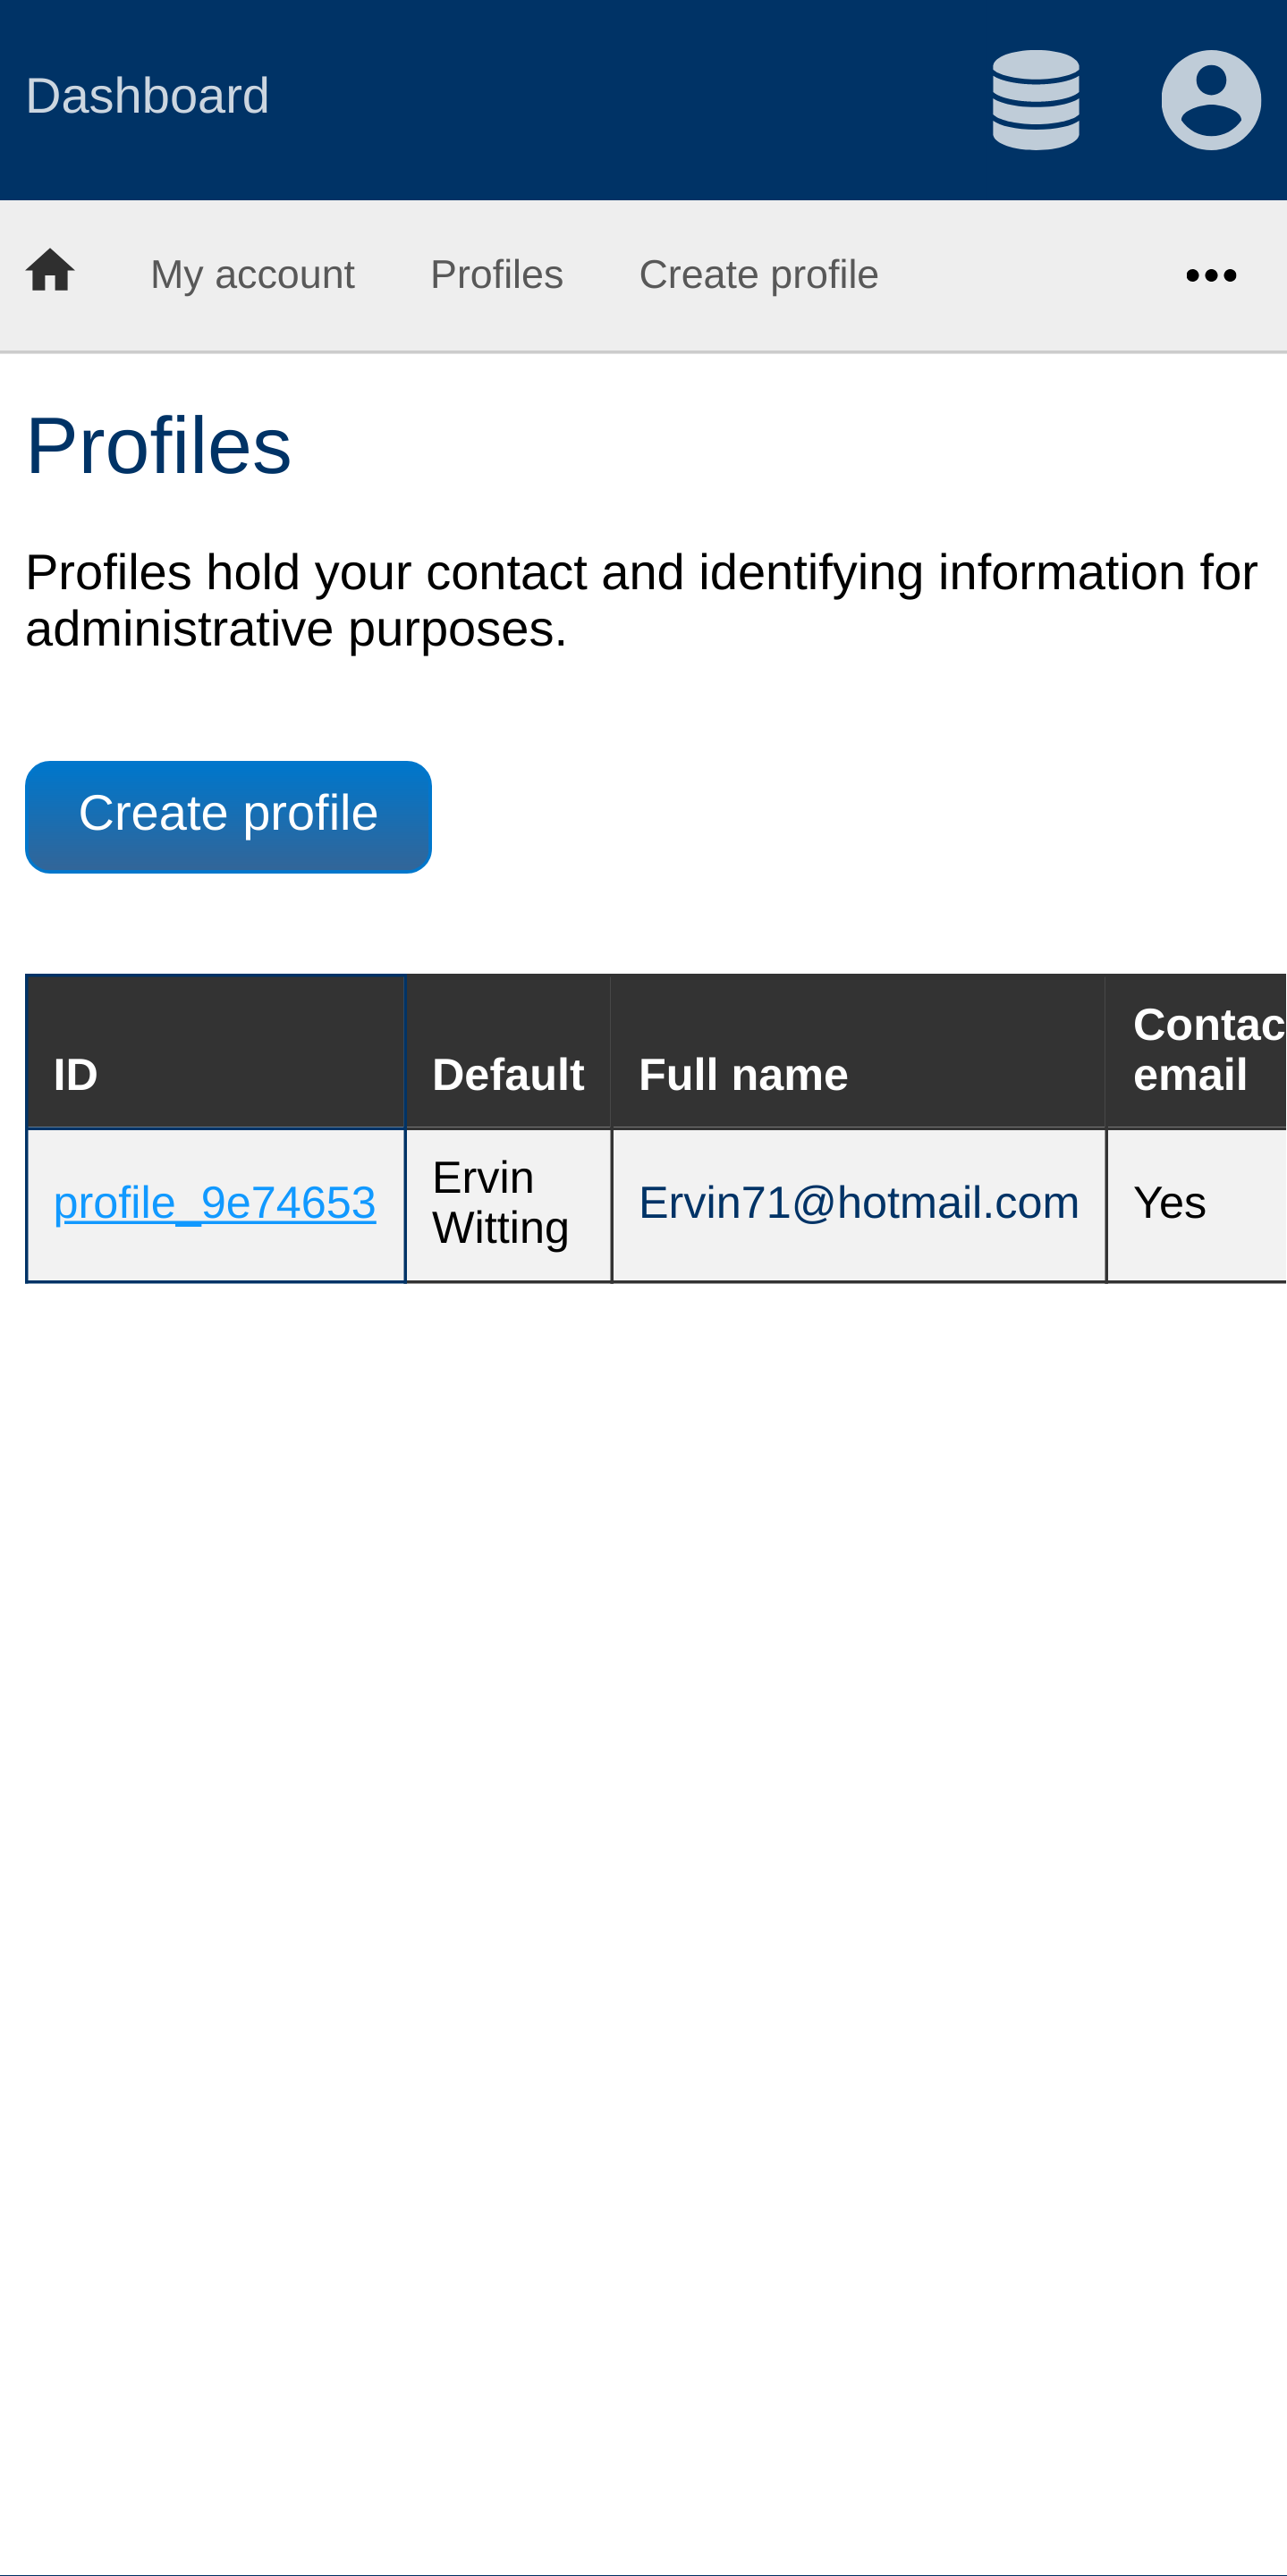 Dashboard
My account Profiles Create profile
Profiles
Profiles hold your contact and identifying information for
administrative purposes.
Create profile
ID Default Full name Contac
email
profile_9e74653 Ervin
Witting Ervin71@hotmail.com Yes